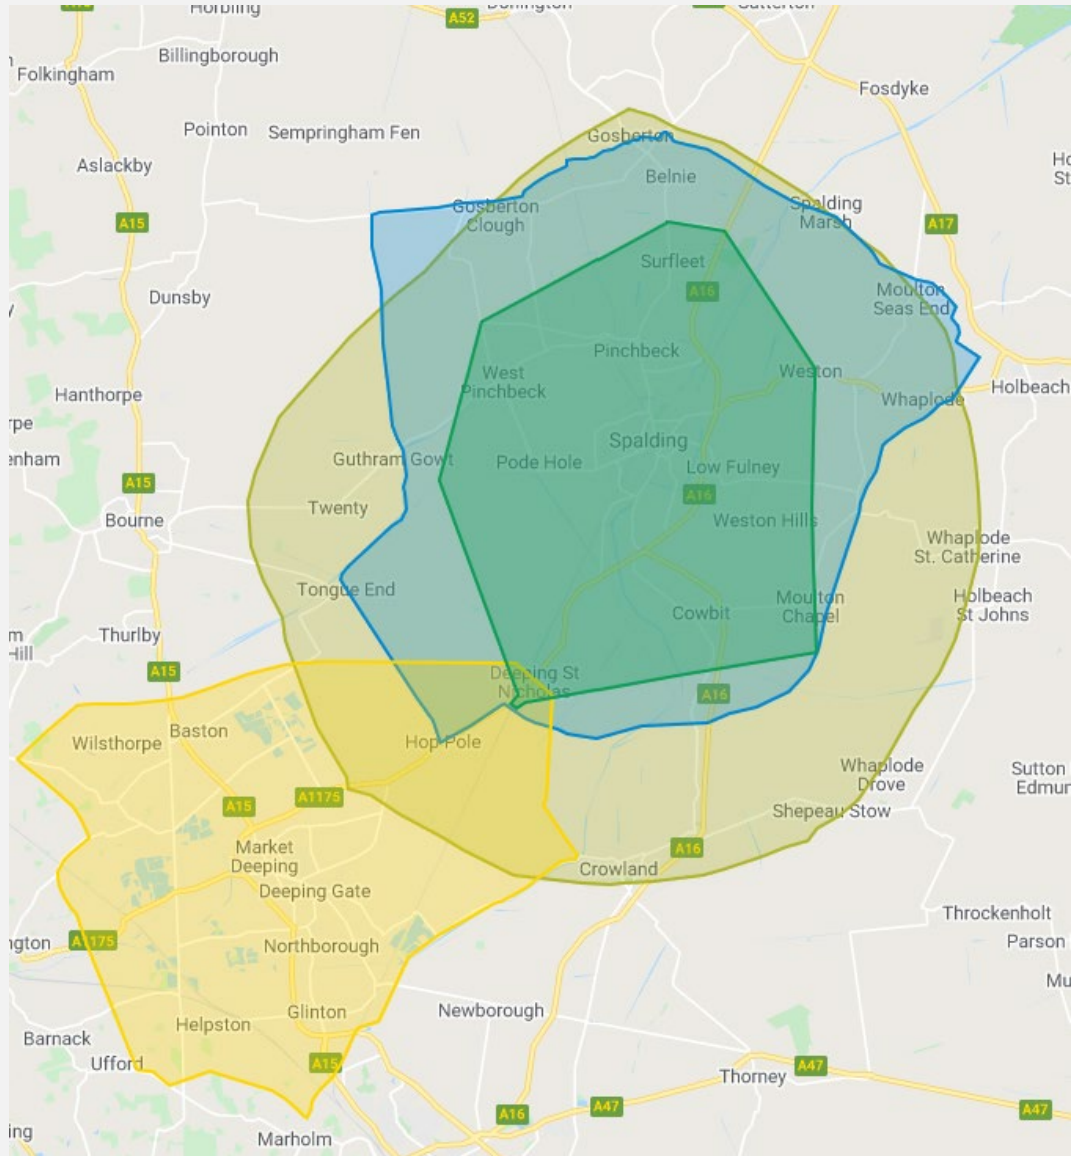 A52
Billingborough
Folkingham
Fosdyke
Pointon
Sempringham Fen
Gosberton
Aslackby
Belnie
Gosberton
Clough
Spalding
Marsh
A15
A17
Surfleet
Dunsby
A16
Moulton
Seas End
Pinchbeck
West
Pinchbeck
Weston
Holbeach
Hanthorpe
Whaplode
Spalding
Guthram Gowt
Pode Hole
Low Fulney
A15
A16
Twenty
Bourne
Weston Hills
Whaplode
St. Catherine
Tongue End
Moulton
Chapel
Holbeach
St Johns
Cowbit
Thurlby
Hill
A15
Deeping St
Nicholas
A16
Baston
Wilsthorpe
Hop Pole
Whaplode
Drove
Sutton
A1175
A15
Shepeau Stow
Market
Deeping
A16
Crowland
Deeping Gate
Throckenholt
A1175
Northborough
Parson
Newborough
Glinton
Helpston
Barnack
Ufford
A15
A47
Thorney
A16
A47
A47
Marholm